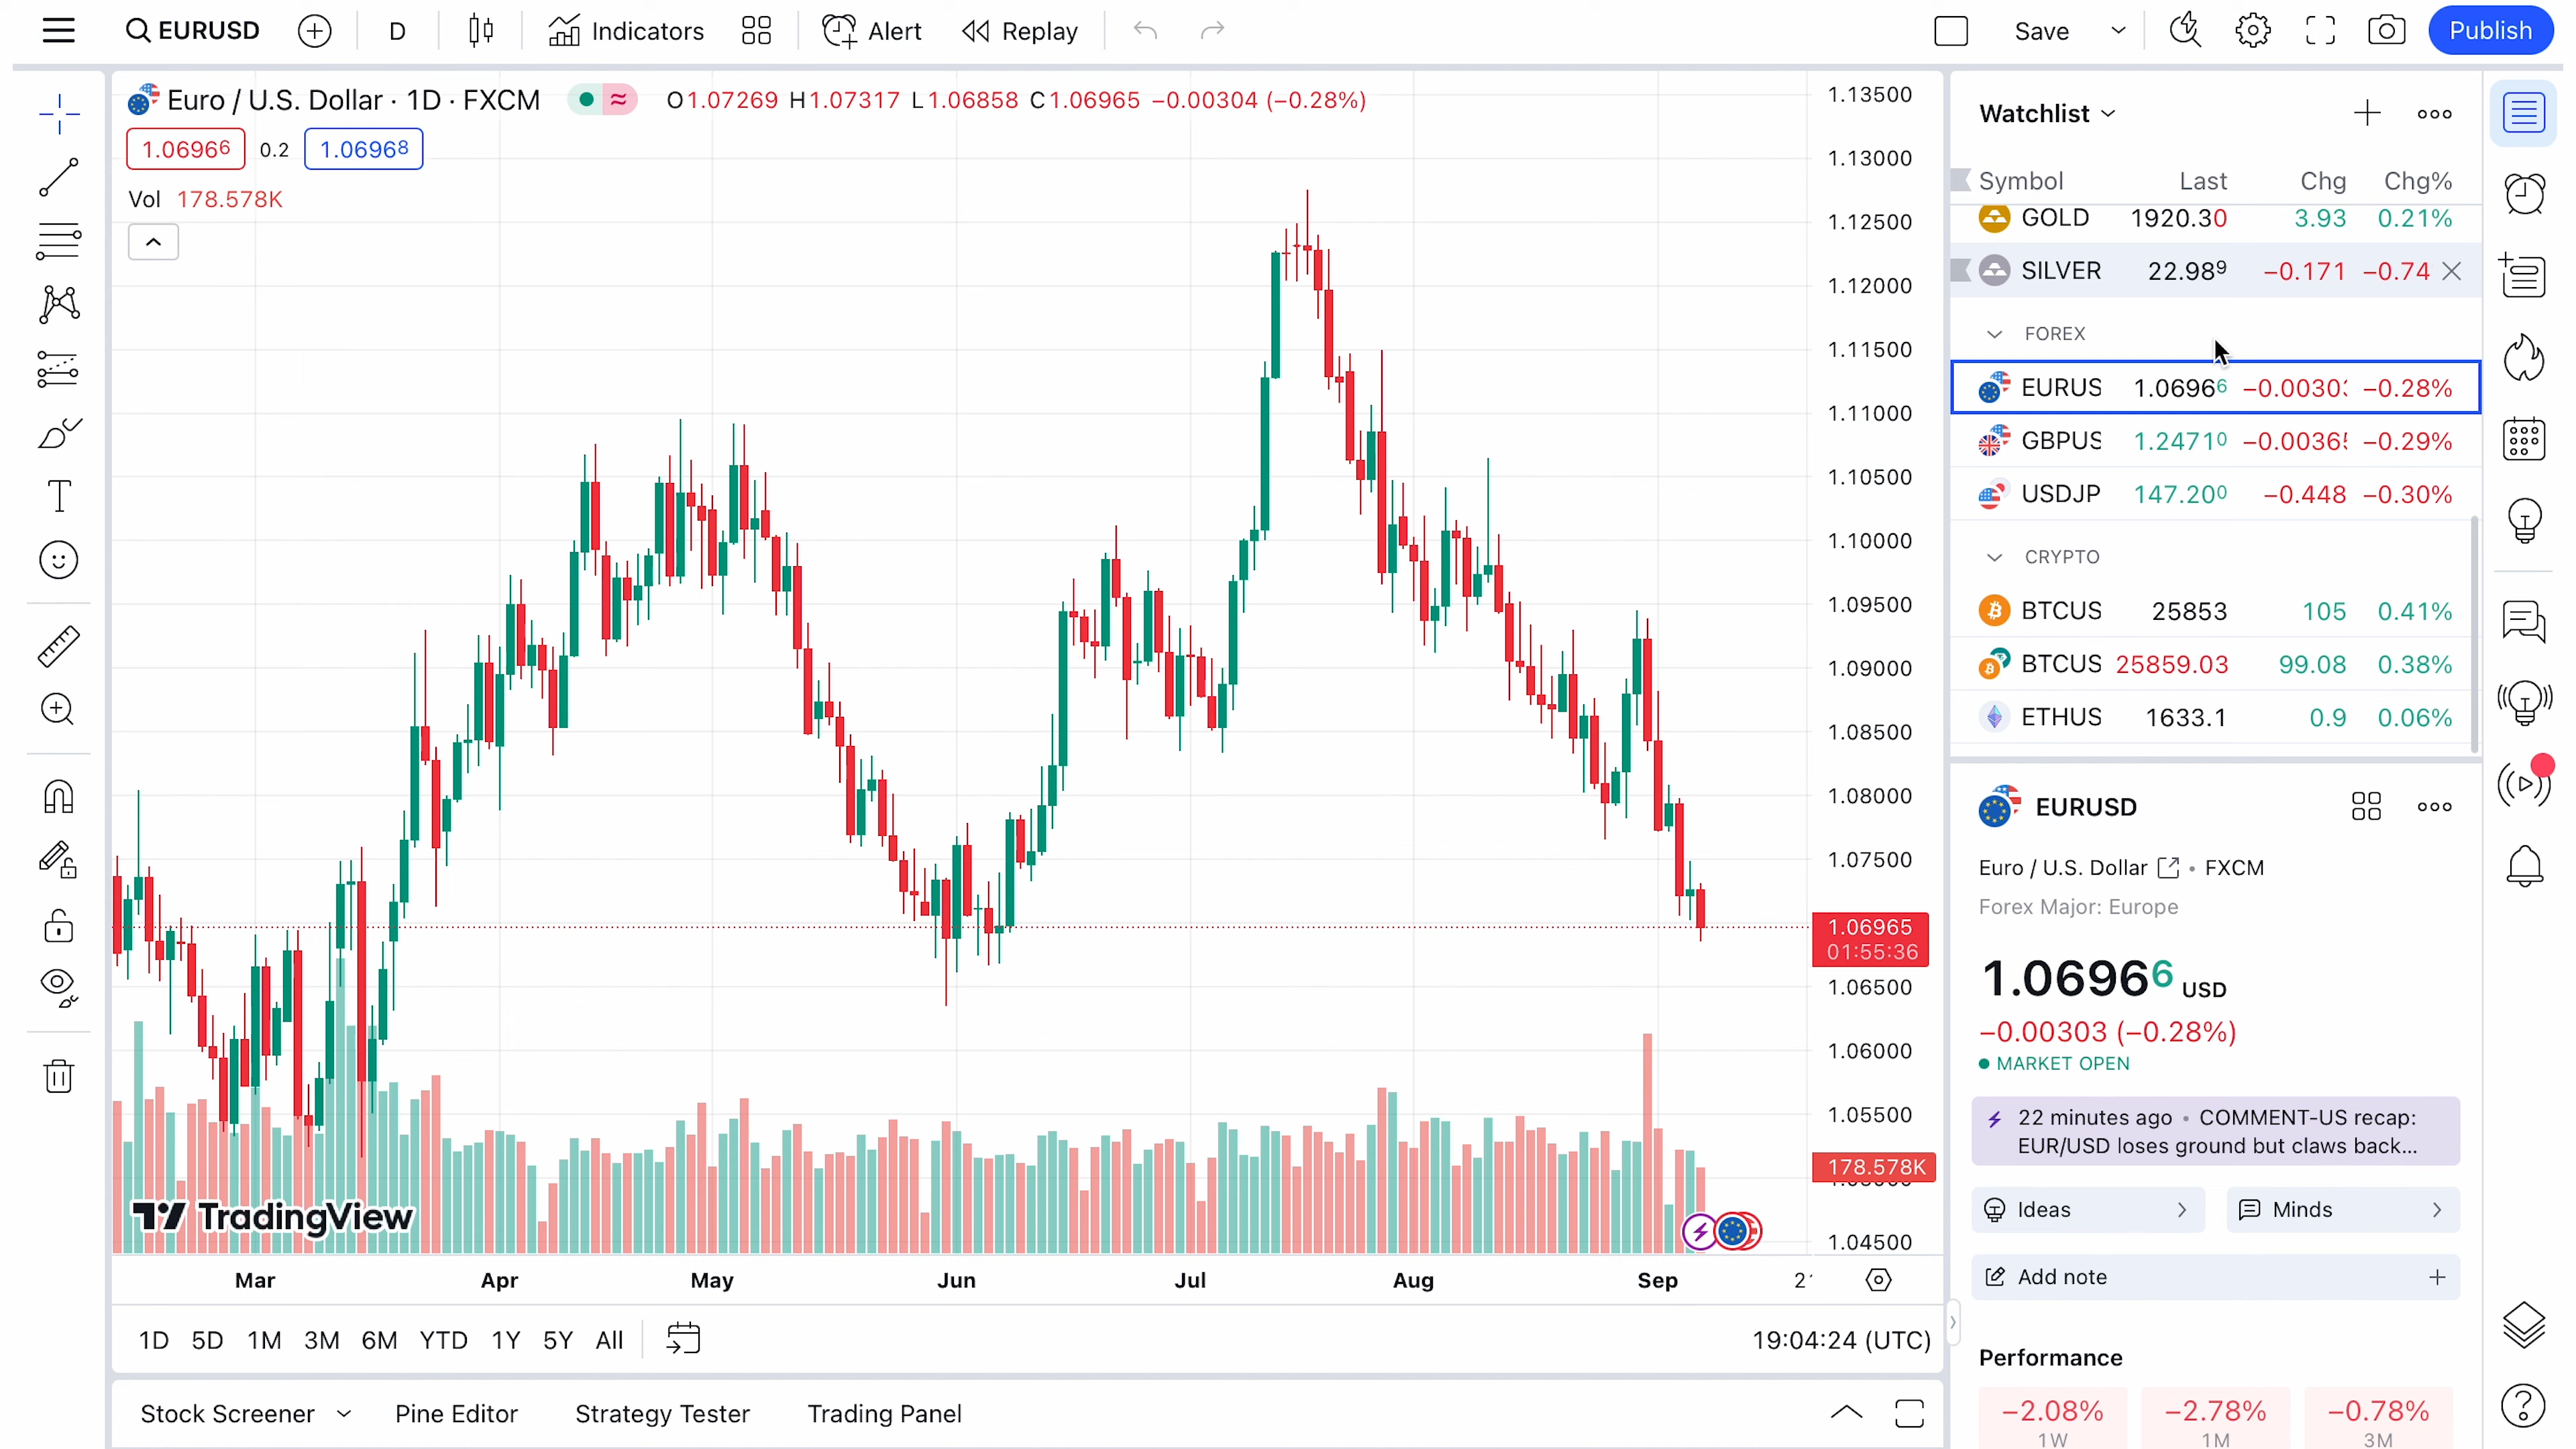 EURUSD D Indicators Alert Replay Save Publish
Euro / U.S. Dollar · 1D · FXCM O1.07269 H1.07317 L1.06858 C1.06965 −0.00304 (−0.28%)
1.06966 0.2 1.06968
Vol 178.578K
1.13500
1.13000
1.12500
1.12000
1.11500
1.11000
1.10500
1.10000
1.09500
1.09000
1.08500
1.08000
1.07500
1.06965
01:55:36
1.06500
1.06000
1.05500
178.578K
1.04500
TradingView
Mar Apr May Jun Jul Aug Sep
1D 5D 1M 3M 6M YTD 1Y 5Y All 19:04:24 (UTC)
Stock Screener Pine Editor Strategy Tester Trading Panel
Watchlist
Symbol Last Chg Chg%
GOLD 1920.30 3.93 0.21%
SILVER 22.989 −0.171 −0.74
FOREX
EURUS 1.06966 −0.0030 −0.28%
GBPUS 1.24710 −0.0036 −0.29%
USDJP 147.200 −0.448 −0.30%
CRYPTO
BTCUS 25853 105 0.41%
BTCUS 25859.03 99.08 0.38%
ETHUS 1633.1 0.9 0.06%
EURUSD
Euro / U.S. Dollar • FXCM
Forex Major: Europe
1.06966 USD
−0.00303 (−0.28%)
MARKET OPEN
22 minutes ago • COMMENT-US recap:
EUR/USD loses ground but claws back...
Ideas Minds
Add note
Performance
−2.08% −2.78% −0.78%
1W 1M 3M